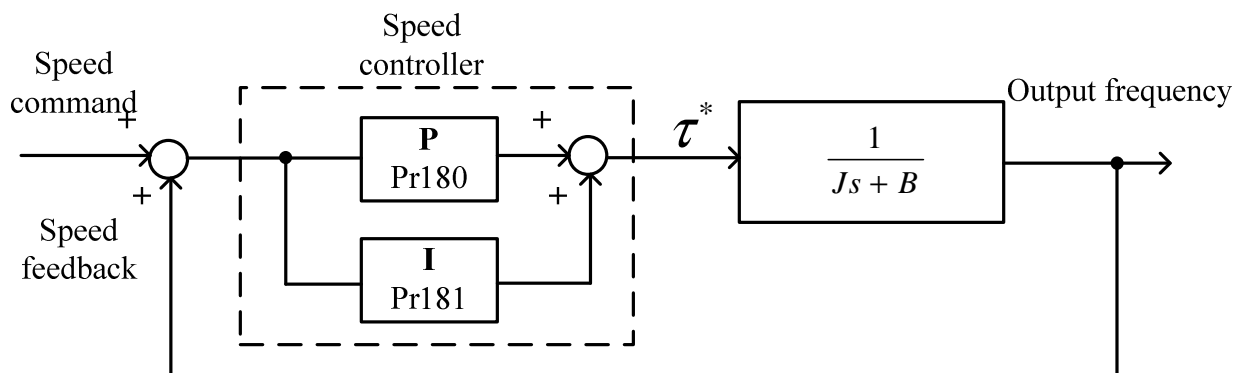 Speed
controller
Speed
command
+
+
Speed
feedback
P
Pr180
I
Pr181
+
+
τ*
1
Js + B
Output frequency